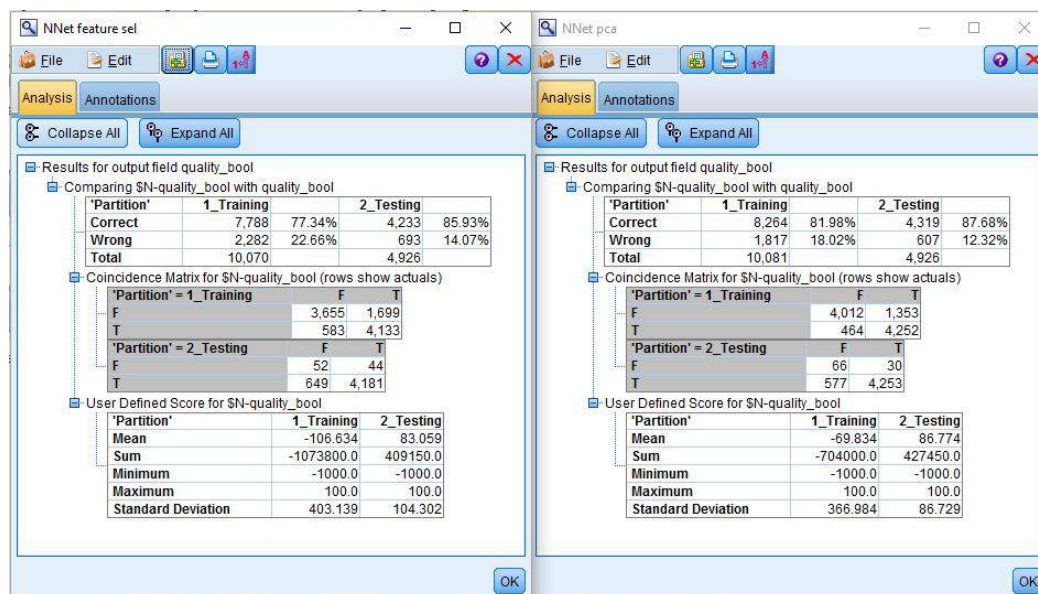 NNet feature sel
File Edit
Analysis Annotations
Collapse All Expand All
Results for output field quality_bool
Comparing $N-quality_bool with quality_bool
'Partition' 1_Training 2_Testing
Correct 7,788 77.34% 4,233 85.93%
Wrong 2,282 22.66% 693 14.07%
Total 10,070 4,926
Coincidence Matrix for $N-quality_bool (rows show actuals)
'Partition' = 1_Training F T
F 3,655 1,699
T 583 4,133
'Partition' = 2_Testing F T
F 52 44
T 649 4,181
User Defined Score for $N-quality_bool
'Partition' 1_Training 2_Testing
Mean -106.634 83.059
Sum -1073800.0 409150.0
Minimum -1000.0 -1000.0
Maximum 100.0 100.0
Standard Deviation 403.139 104.302
OK
NNet pca
File Edit
Analysis Annotations
Collapse All Expand All
Results for output field quality_bool
Comparing $N-quality_bool with quality_bool
'Partition' 1_Training 2_Testing
Correct 8,264 81.98% 4,319 87.68%
Wrong 1,817 18.02% 607 12.32%
Total 10,081 4,926
Coincidence Matrix for $N-quality_bool (rows show actuals)
'Partition' = 1_Training F T
F 4,012 1,353
T 464 4,252
'Partition' = 2_Testing F T
F 66 30
T 577 4,253
User Defined Score for $N-quality_bool
'Partition' 1_Training 2_Testing
Mean -69.834 86.774
Sum -704000.0 427450.0
Minimum -1000.0 -1000.0
Maximum 100.0 100.0
Standard Deviation 366.984 86.729
OK